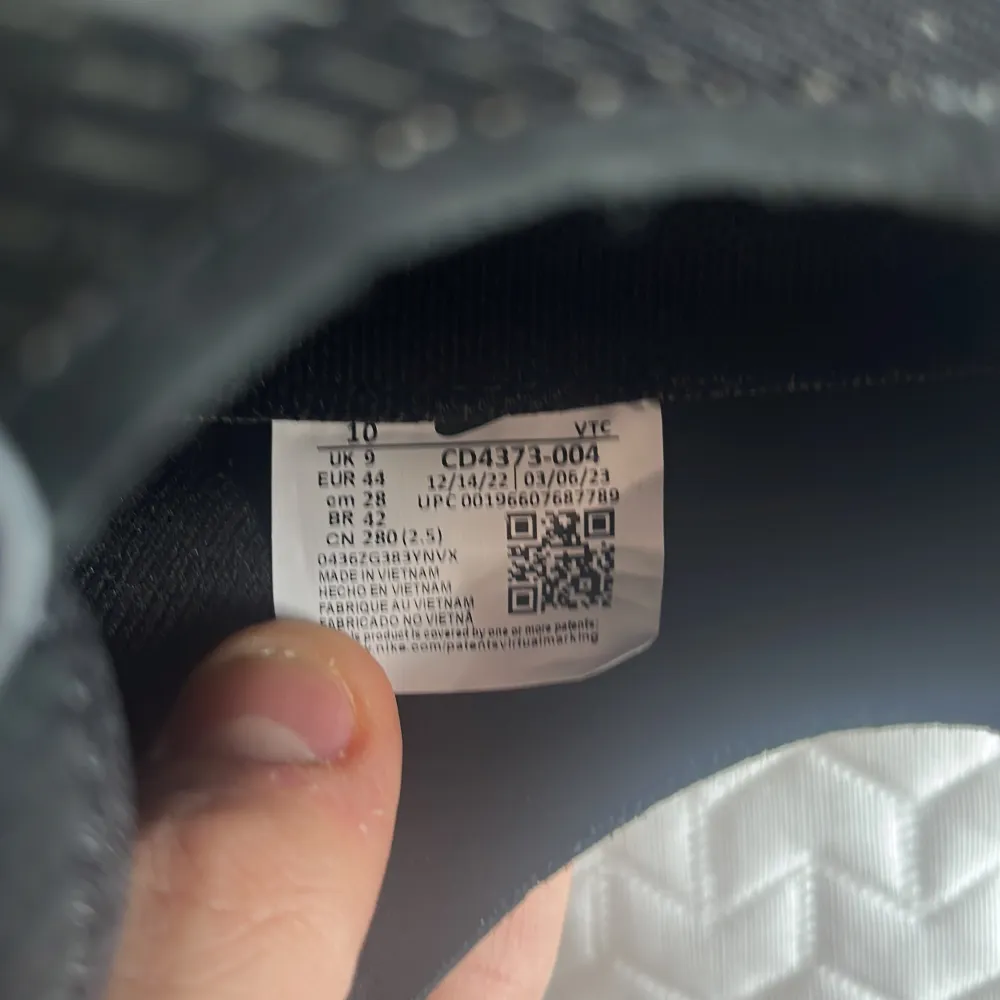 10 VTC
UK 9 CD4373-004
EUR 44 12/14/22 03/06/23
cm 28 UPC 00196607687789
BR 42
CN 280 (2.5)
0436ZG383YNVX
MADE IN VIETNAM
HECHO EN VIETNAM
FABRIQUE AU VIETNAM
FABRICADO NO VIETNÃ
product is covered by one or more patents:
nike.com/patentsvirtualmarking